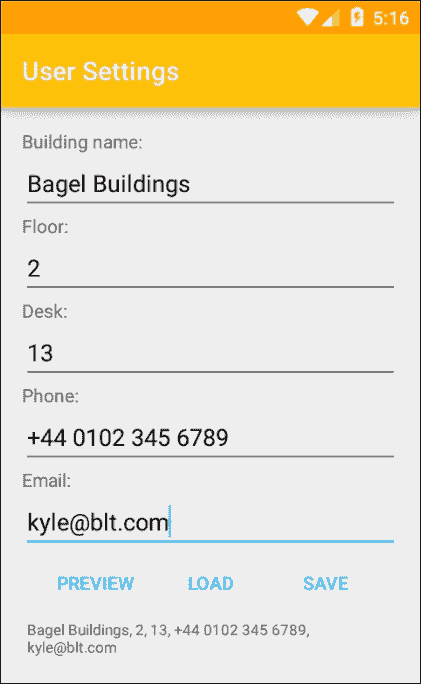 5:16
User Settings
Building name:
Bagel Buildings
Floor:
2
Desk:
13
Phone:
+44 0102 345 6789
Email:
kyle@blt.com
PREVIEW LOAD SAVE
Bagel Buildings, 2, 13, +44 0102 345 6789,
kyle@blt.com